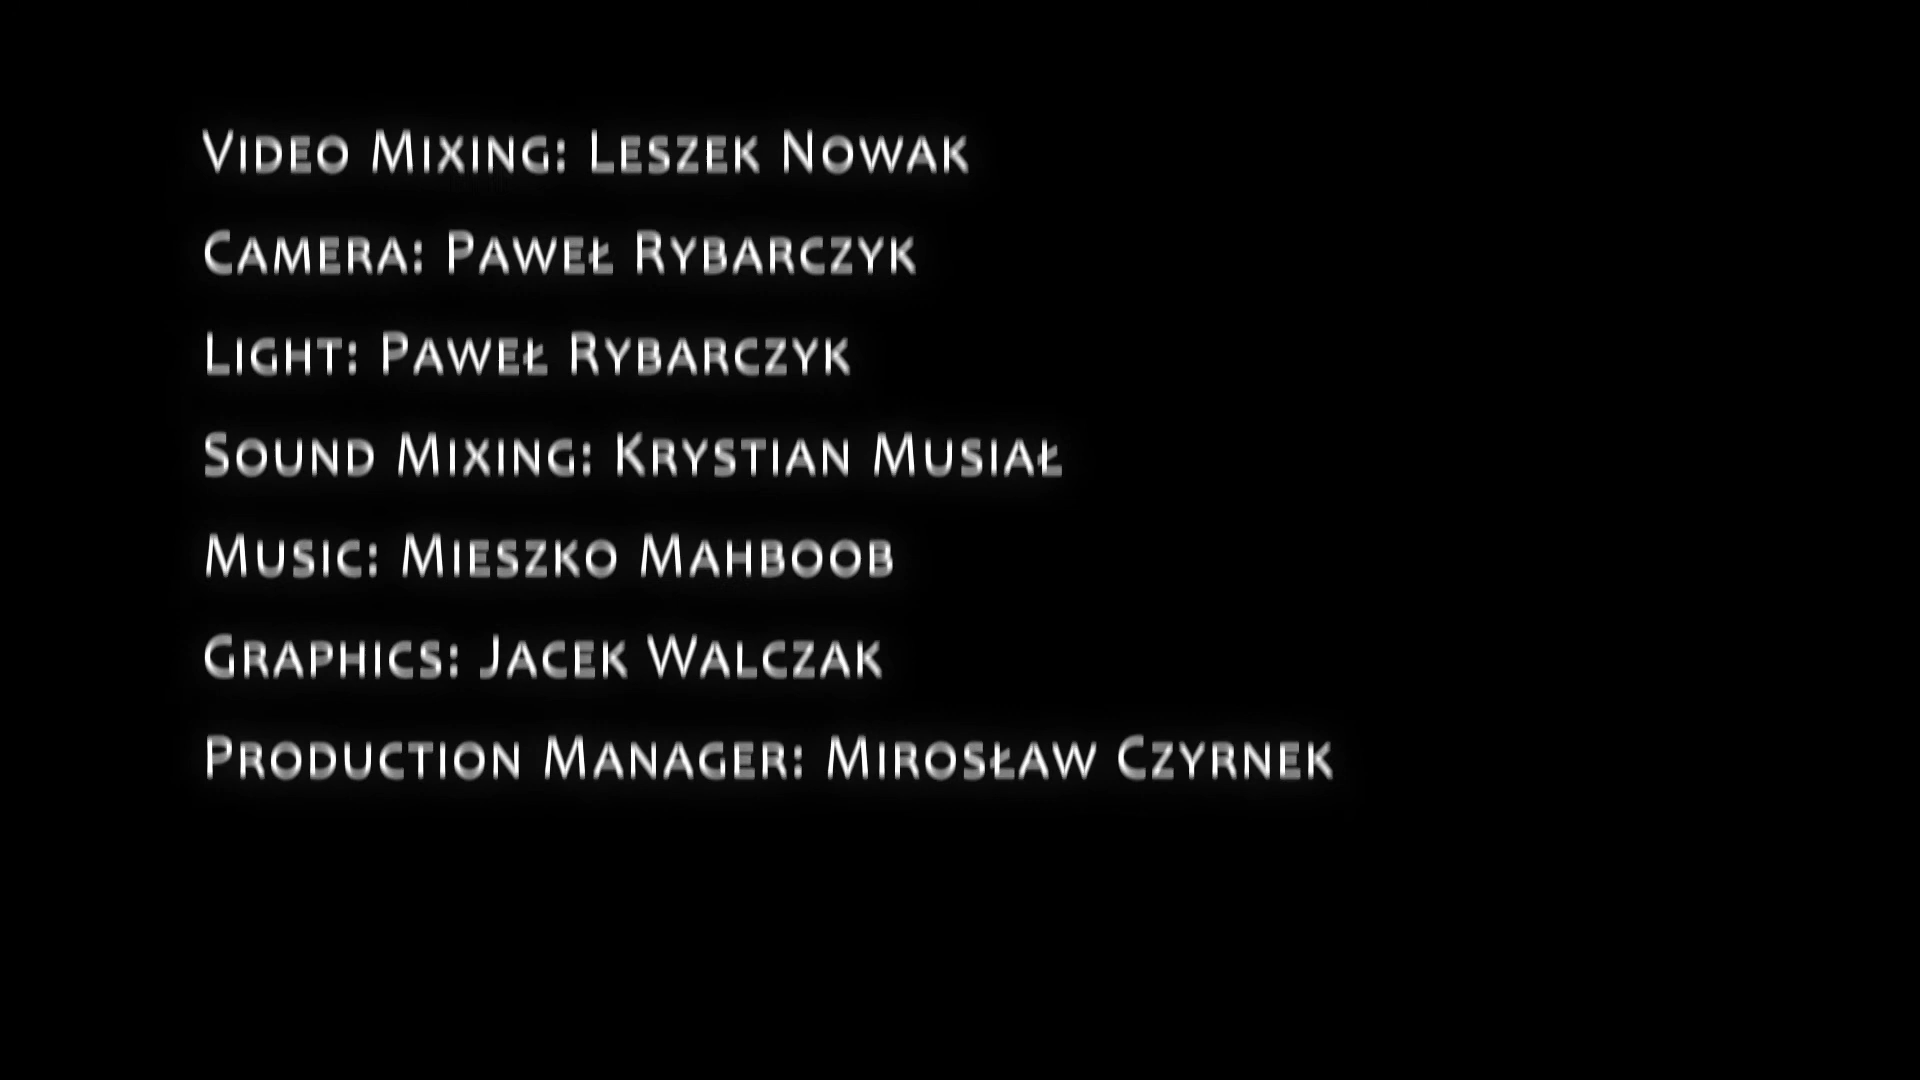 Video Mixing: Leszek Nowak
Camera: Paweł Rybarczyk
Light: Paweł Rybarczyk
Sound Mixing: Krystian Musiał
Music: Mieszko Mahboob
Graphics: Jacek Walczak
Production Manager: Mirosław Czyrnek